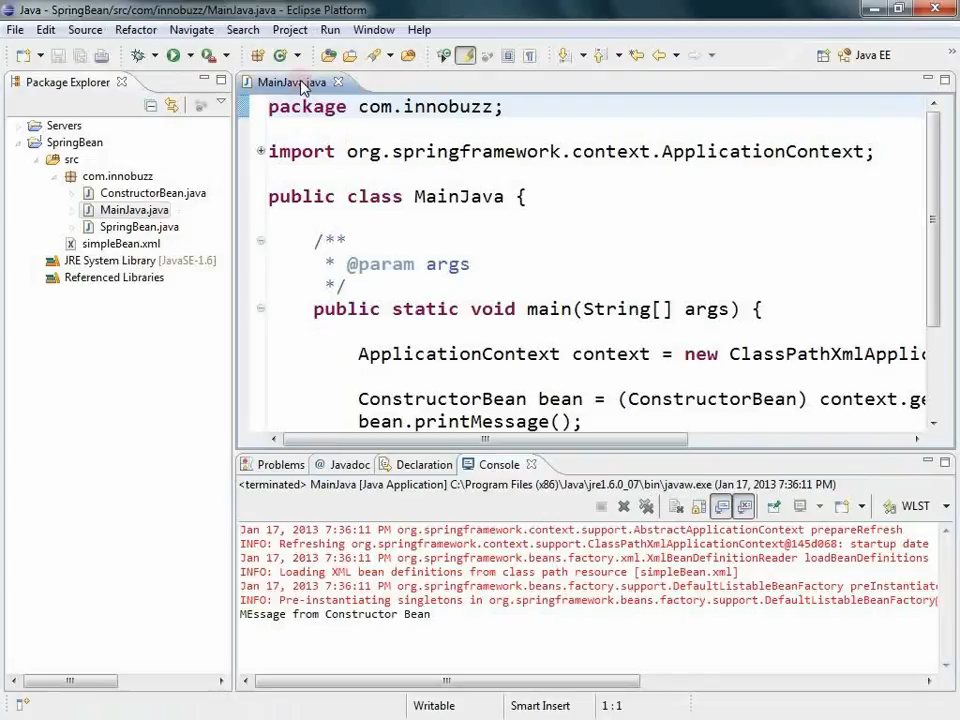 Java - SpringBean/src/com/innobuzz/MainJava.java - Eclipse Platform
File Edit Source Refactor Navigate Search Project Run Window Help
Java EE
Package Explorer
MainJava.java
Servers
SpringBean
src
com.innobuzz
ConstructorBean.java
MainJava.java
SpringBean.java
simpleBean.xml
JRE System Library [JavaSE-1.6]
Referenced Libraries
package com.innobuzz;
import org.springframework.context.ApplicationContext;
public class MainJava {
/**
* @param args
*/
public static void main(String[] args) {
ApplicationContext context = new ClassPathXmlApplic
ConstructorBean bean = (ConstructorBean) context.ge
bean.printMessage();
Problems Javadoc Declaration Console
<terminated> MainJava [Java Application] C:\Program Files (x86)\Java\jre1.6.0_07\bin\javaw.exe (Jan 17, 2013 7:36:11 PM)
WLST
Jan 17, 2013 7:36:11 PM org.springframework.context.support.AbstractApplicationContext prepareRefresh
INFO: Refreshing org.springframework.context.support.ClassPathXmlApplicationContext@145d068: startup date
Jan 17, 2013 7:36:11 PM org.springframework.beans.factory.xml.XmlBeanDefinitionReader loadBeanDefinitions
INFO: Loading XML bean definitions from class path resource [simpleBean.xml]
Jan 17, 2013 7:36:11 PM org.springframework.beans.factory.support.DefaultListableBeanFactory preInstantiate
INFO: Pre-instantiating singletons in org.springframework.beans.factory.support.DefaultListableBeanFactory@
MEssage from Constructor Bean
Writable Smart Insert 1 : 1